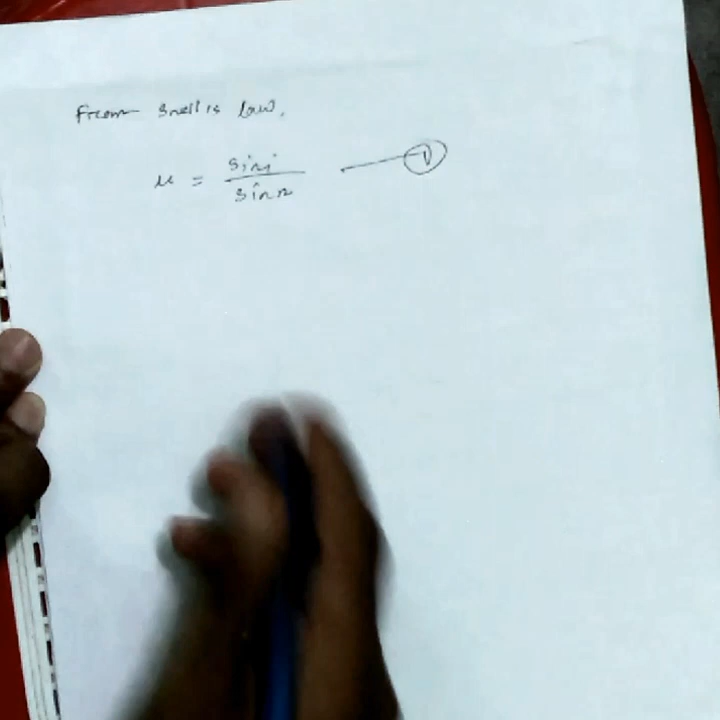 From Snell's law,
μ = sin i / sin r —— ①